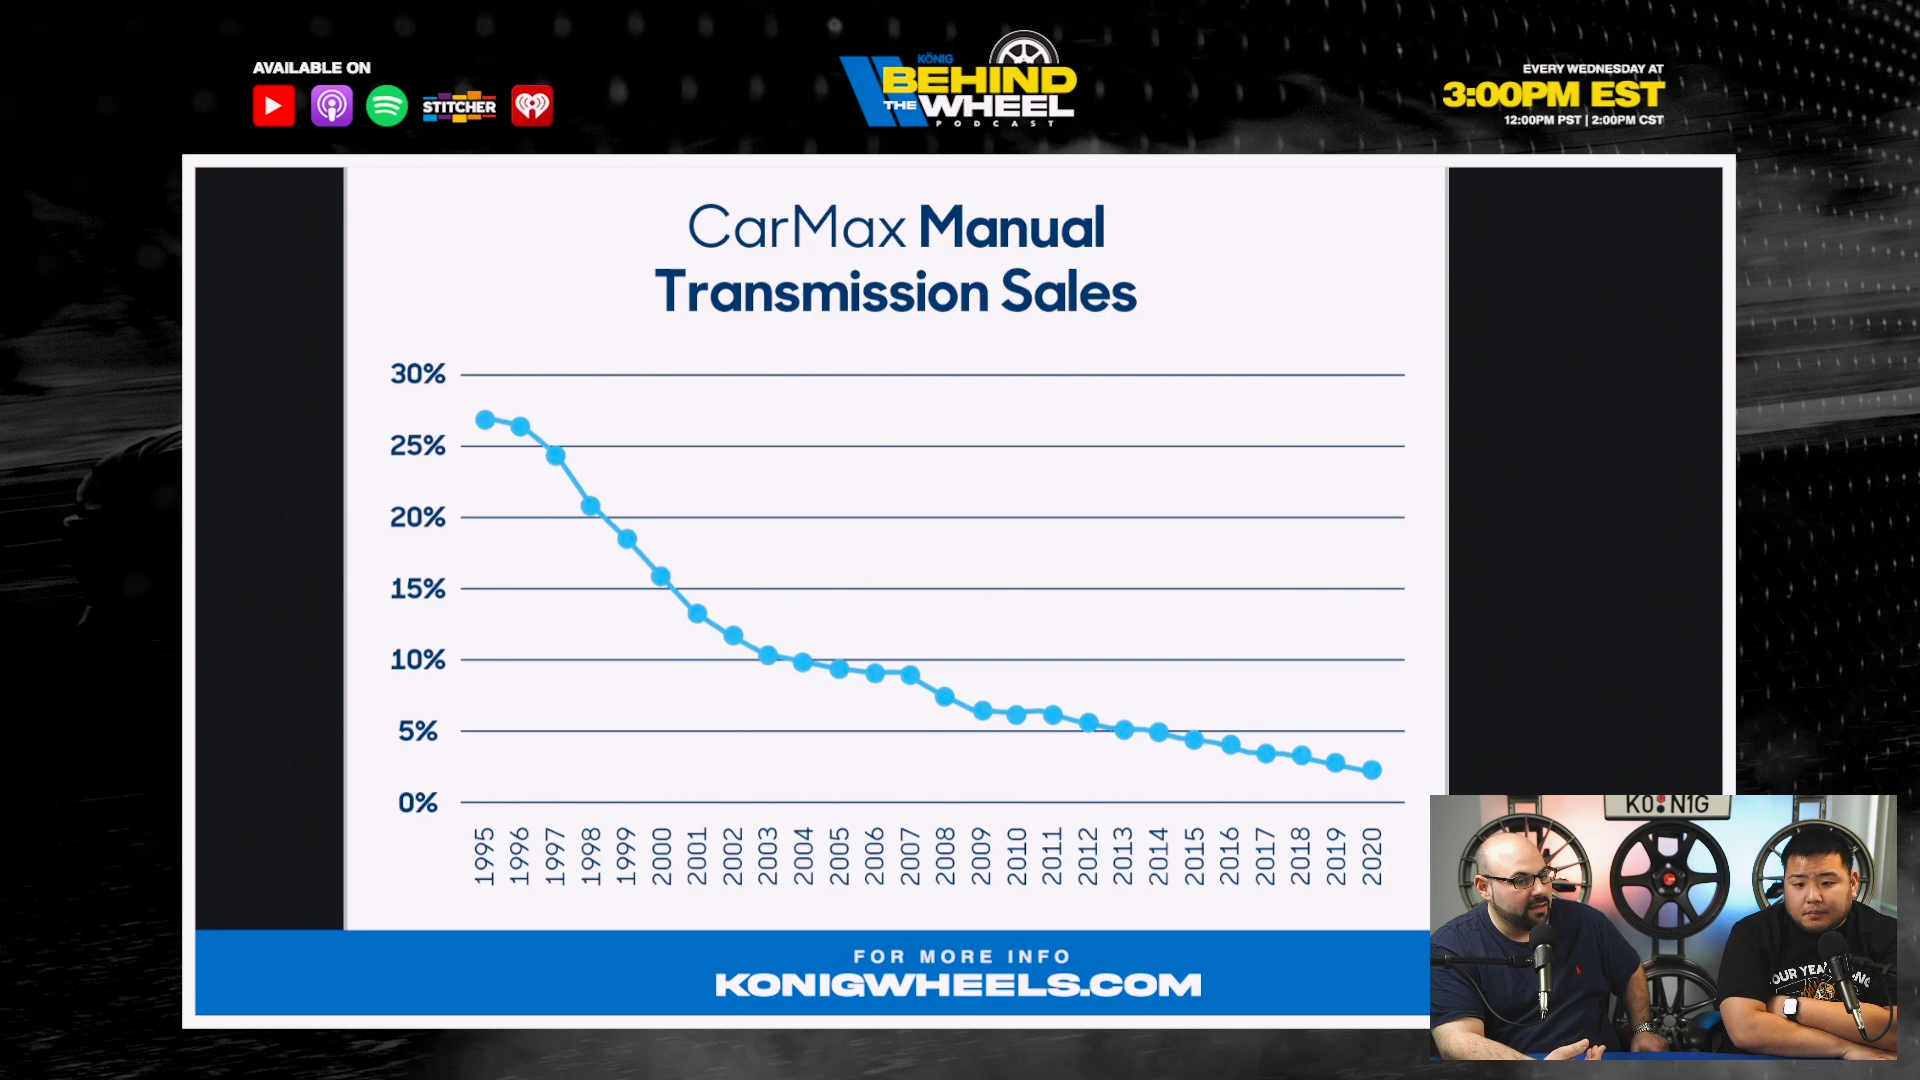 AVAILABLE ON
STITCHER
KÖNIG
BEHIND
THE WHEEL
PODCAST
EVERY WEDNESDAY AT
3:00PM EST
12:00PM PST | 2:00PM CST
CarMax Manual
Transmission Sales
30%
25%
20%
15%
10%
5%
0%
1995 1996 1997 1998 1999 2000 2001 2002 2003 2004 2005 2006 2007 2008 2009 2010 2011 2012 2013 2014 2015 2016 2017 2018 2019 2020
KO N1G
FOR MORE INFO
KONIGWHEELS.COM